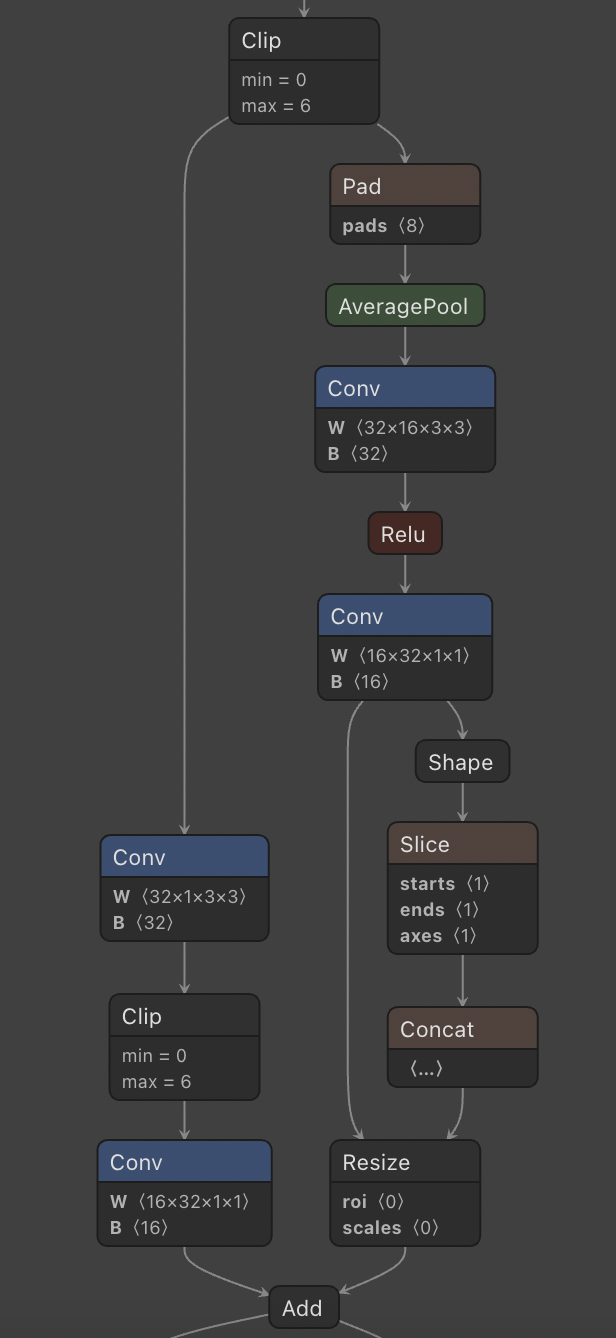 Clip
min = 0
max = 6
Pad
pads ⟨8⟩
AveragePool
Conv
W ⟨32×16×3×3⟩
B ⟨32⟩
Relu
Conv
W ⟨16×32×1×1⟩
B ⟨16⟩
Shape
Slice
starts ⟨1⟩
ends ⟨1⟩
axes ⟨1⟩
Conv
W ⟨32×1×3×3⟩
B ⟨32⟩
Clip
min = 0
max = 6
Concat
⟨...⟩
Conv
W ⟨16×32×1×1⟩
B ⟨16⟩
Resize
roi ⟨0⟩
scales ⟨0⟩
Add